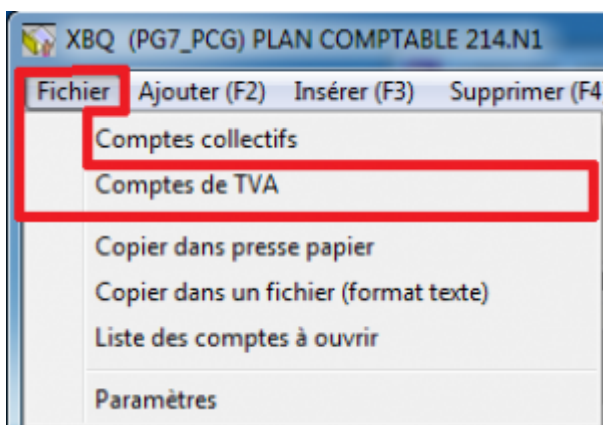 XBQ (PG7_PCG) PLAN COMPTABLE 214.N1
Fichier Ajouter (F2) Insérer (F3) Supprimer (F4
Comptes collectifs
Comptes de TVA
Copier dans presse papier
Copier dans un fichier (format texte)
Liste des comptes à ouvrir
Paramètres